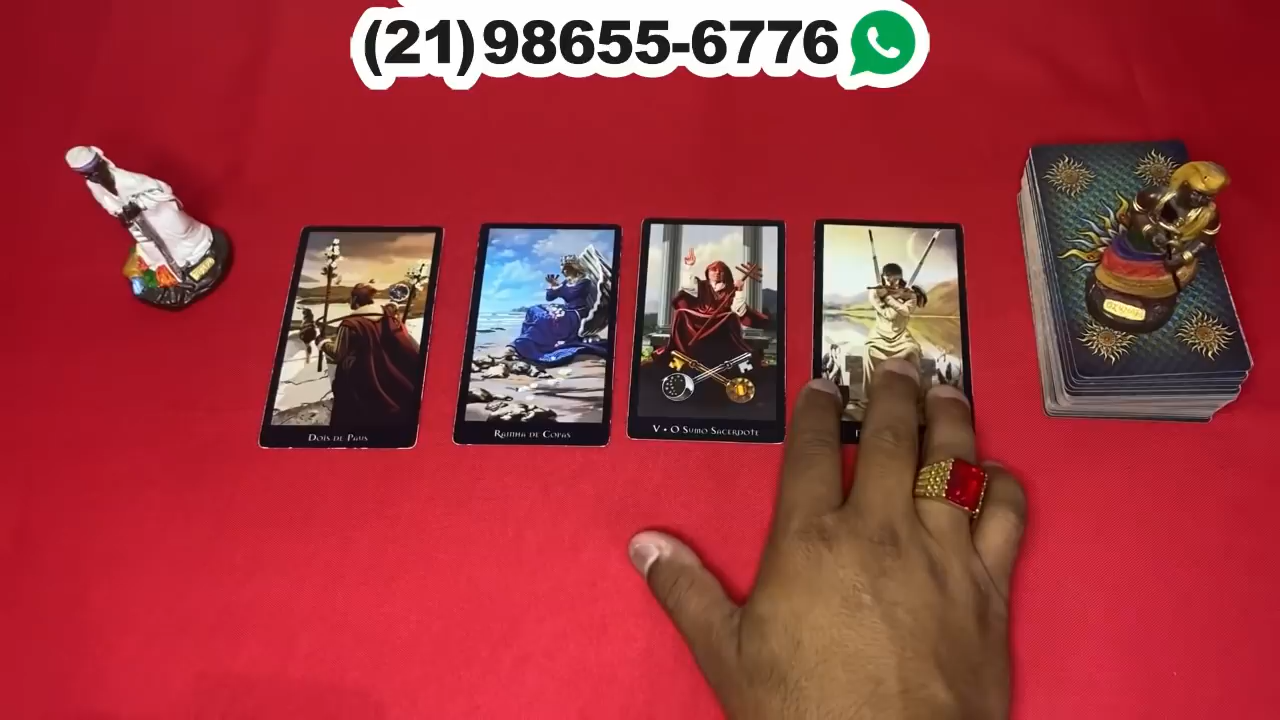 (21)98655-6776
DOIS DE PAUS
RAINHA DE COPAS
V • O SUMO SACERDOTE